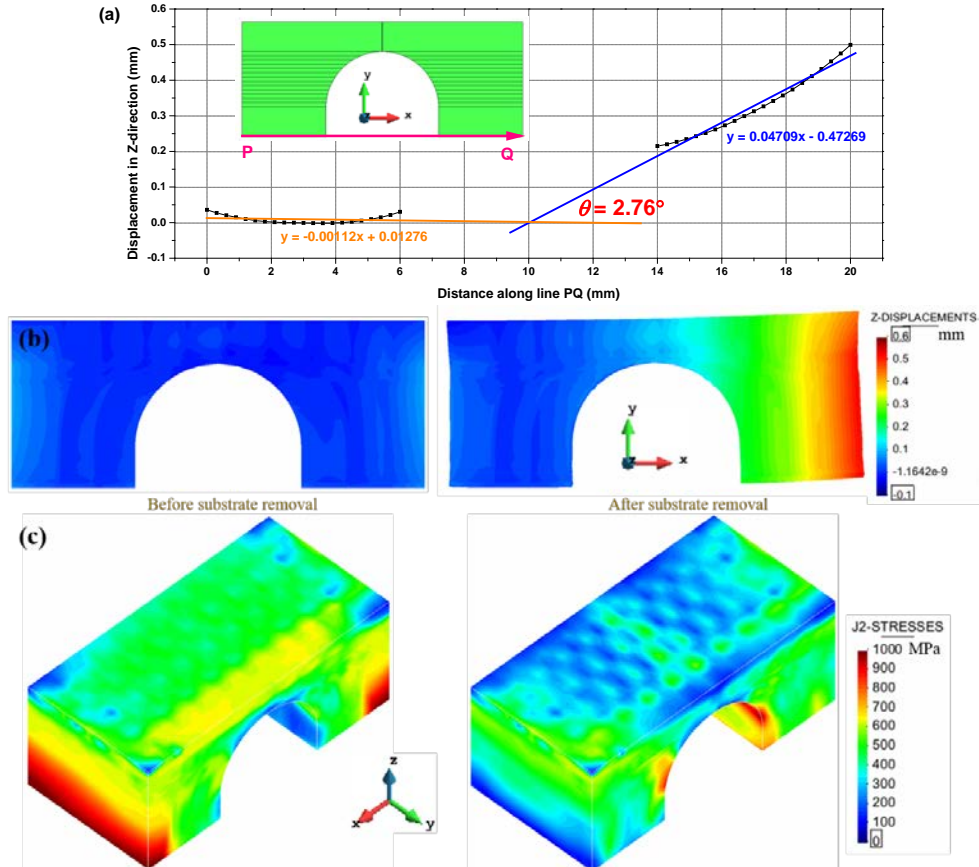 (a)
0.6
0.5
0.4
0.3
0.2
0.1
0.0
-0.1
Displacement in Z-direction (mm)
y
z
x
P
Q
y = 0.04709x - 0.47269
θ = 2.76°
y = -0.00112x + 0.01276
0 2 4 6 8 10 12 14 16 18 20
Distance along line PQ (mm)
(b)
y
z
x
Z-DISPLACEMENTS
mm
0.6
0.5
0.4
0.3
0.2
0.1
-1.1642e-9
-0.1
Before substrate removal
After substrate removal
(c)
z
x
y
J2-STRESSES
MPa
1000
900
800
700
600
500
400
300
200
100
0